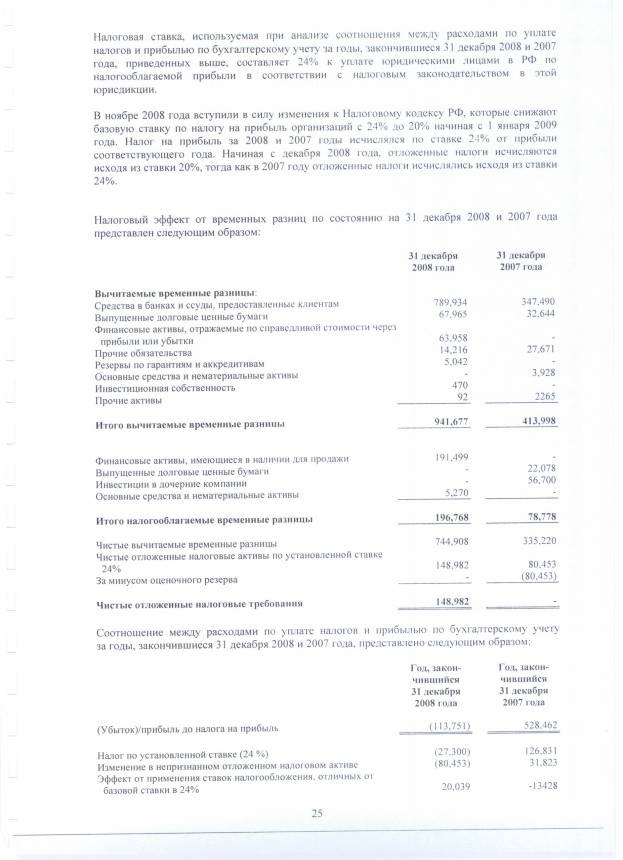 Налоговая ставка, используемая при анализе соотношения между расходами по уплате
налогов и прибылью по бухгалтерскому учету за годы, закончившиеся 31 декабря 2008 и 2007
года, приведенных выше, составляет 24% к уплате юридическими лицами в РФ по
налогооблагаемой прибыли в соответствии с налоговым законодательством в этой
юрисдикции.
В ноябре 2008 года вступили в силу изменения к Налоговому кодексу РФ, которые снижают
базовую ставку по налогу на прибыль организаций с 24% до 20% начиная с 1 января 2009
года. Налог на прибыль за 2008 и 2007 годы исчислялся по ставке 24% от прибыли
соответствующего года. Начиная с декабря 2008 года, отложенные налоги исчисляются
исходя из ставки 20%, тогда как в 2007 году отложенные налоги исчислялись исходя из ставки
24%.
Налоговый эффект от временных разниц по состоянию на 31 декабря 2008 и 2007 года
представлен следующим образом:
31 декабря 31 декабря
2008 года 2007 года
Вычитаемые временные разницы:
Средства в банках и ссуды, предоставленные клиентам 789,934 347,490
Выпущенные долговые ценные бумаги 67,965 32,644
Финансовые активы, отражаемые по справедливой стоимости через
прибыли или убытки 63,958 -
Прочие обязательства 14,216 27,671
Резервы по гарантиям и аккредитивам 5,042 -
Основные средства и нематериальные активы - 3,928
Инвестиционная собственность 470 -
Прочие активы 92 2265
Итого вычитаемые временные разницы 941,677 413,998
Финансовые активы, имеющиеся в наличии для продажи 191,499 -
Выпущенные долговые ценные бумаги - 22,078
Инвестиции в дочерние компании - 56,700
Основные средства и нематериальные активы 5,270 -
Итого налогооблагаемые временные разницы 196,768 78,778
Чистые вычитаемые временные разницы 744,908 335,220
Чистые отложенные налоговые активы по установленной ставке
24% 148,982 80,453
За минусом оценочного резерва - (80,453)
Чистые отложенные налоговые требования 148,982 -
Соотношение между расходами по уплате налогов и прибылью по бухгалтерскому учету
за годы, закончившиеся 31 декабря 2008 и 2007 года, представлено следующим образом:
Год, закон- Год, закон-
чившийся чившийся
31 декабря 31 декабря
2008 года 2007 года
(Убыток)/прибыль до налога на прибыль (113,751) 528,462
Налог по установленной ставке (24 %) (27,300) 126,831
Изменение в непризнанном отложенном налоговом активе (80,453) 31,823
Эффект от применения ставок налогообложения, отличных от
базовой ставки в 24% 20,039 -13428
25